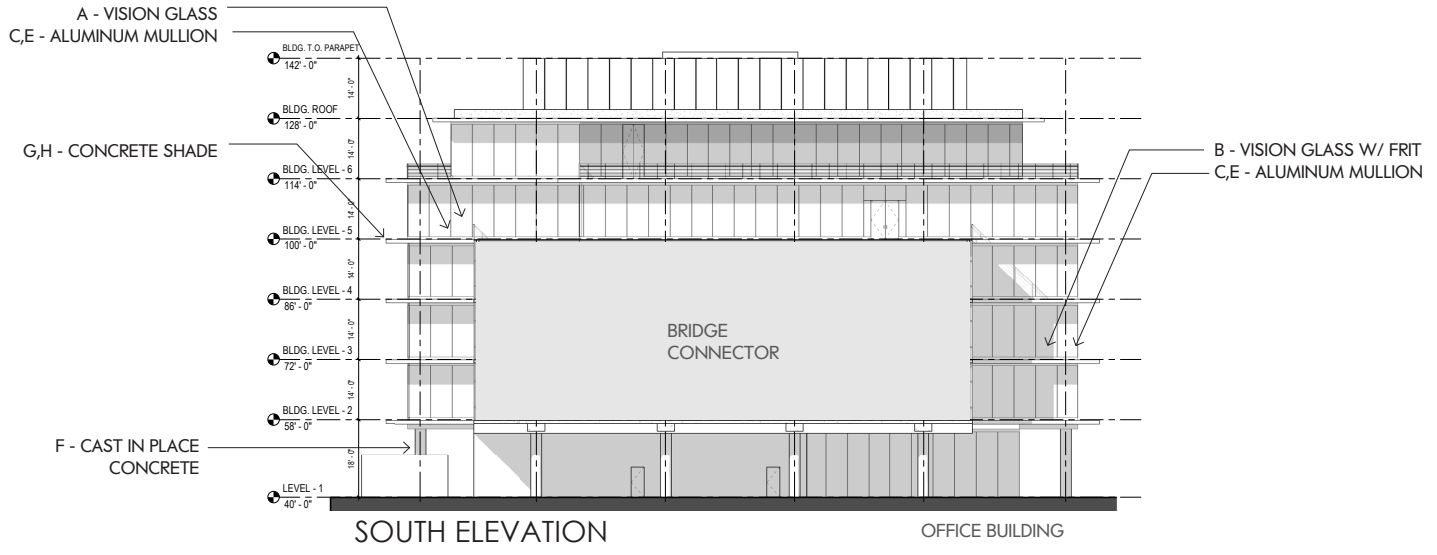 A - VISION GLASS
C,E - ALUMINUM MULLION
BLDG. T.O. PARAPET
142' - 0"
14' - 0"
BLDG. ROOF
128' - 0"
14' - 0"
G,H - CONCRETE SHADE
B - VISION GLASS W/ FRIT
C,E - ALUMINUM MULLION
BLDG. LEVEL - 6
114' - 0"
14' - 0"
BLDG. LEVEL - 5
100' - 0"
14' - 0"
BLDG. LEVEL - 4
86' - 0"
14' - 0"
BRIDGE
CONNECTOR
BLDG. LEVEL - 3
72' - 0"
14' - 0"
BLDG. LEVEL - 2
58' - 0"
F - CAST IN PLACE
CONCRETE
18' - 0"
LEVEL - 1
40' - 0"
SOUTH ELEVATION
OFFICE BUILDING